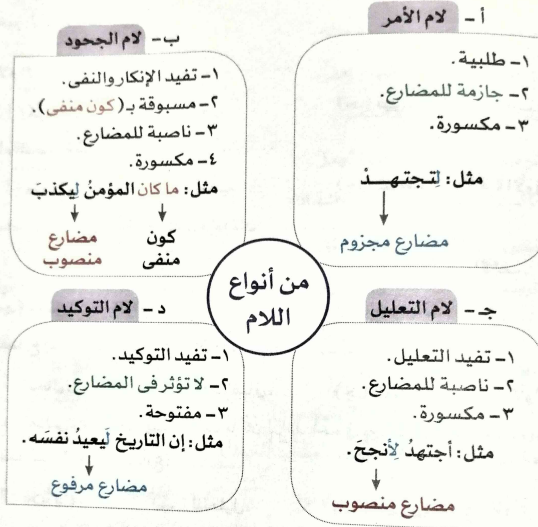 أ - لام الأمر
١- طلبية.
٢- جازمة للمضارع.
٣- مكسورة.
مثل: لِتجتهـــدْ
مضارع مجزوم
ب - لام الجحود
١- تفيد الإنكار والنفى.
٢- مسبوقة بـ (كون منفى).
٣- ناصبة للمضارع.
٤- مكسورة.
مثل: ما كان المؤمنُ لِيكذبَ
كون مضارع
منفى منصوب
من أنواع
اللام
جـ - لام التعليل
١- تفيد التعليل.
٢- ناصبة للمضارع.
٣- مكسورة.
مثل: أجتهدُ لِأنجحَ.
مضارع منصوب
د - لام التوكيد
١- تفيد التوكيد.
٢- لا تؤثر فى المضارع.
٣- مفتوحة.
مثل: إن التاريخ لَيعيدُ نفسَه.
مضارع مرفوع